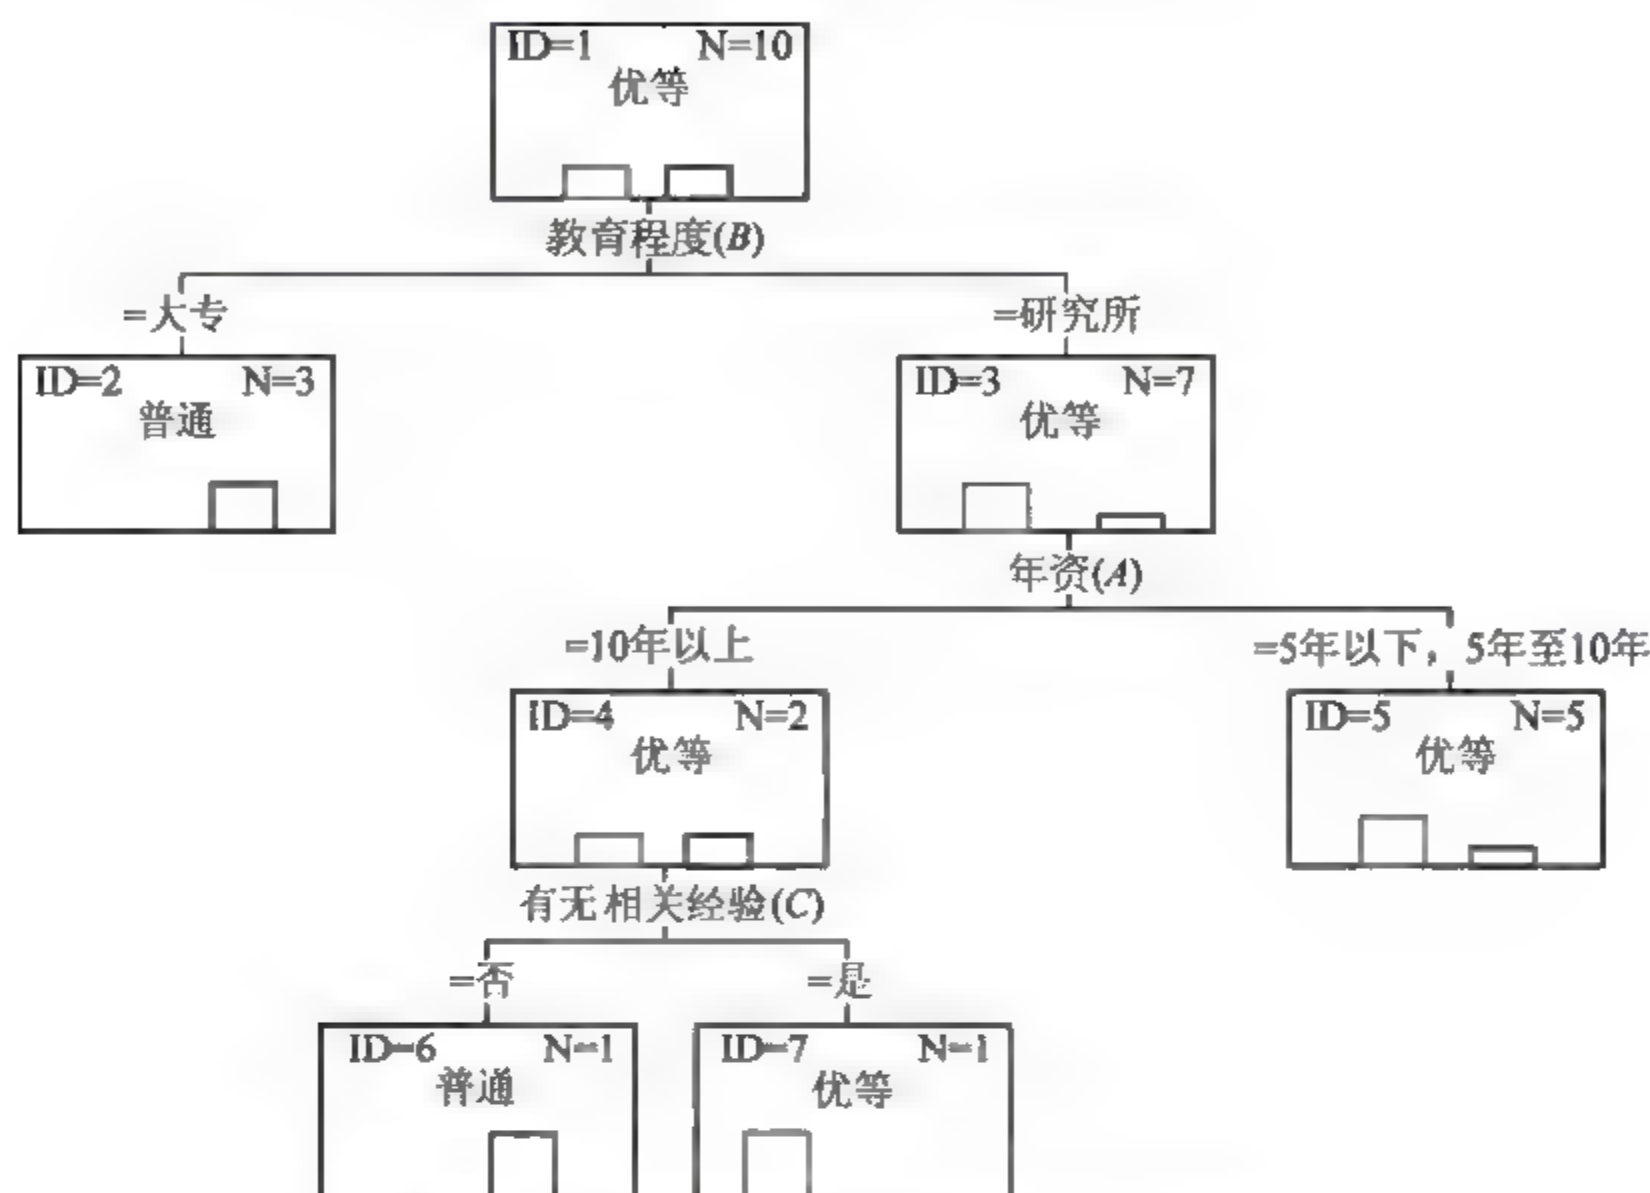 ID=1 N=10
优等
教育程度(B)
=大专 =研究所
ID=2 N=3
普通
ID=3 N=7
优等
年资(A)
=10年以上 =5年以下，5年至10年
ID=4 N=2
优等
ID=5 N=5
优等
有无相关经验(C)
=否 =是
ID=6 N=1
普通
ID=7 N=1
优等